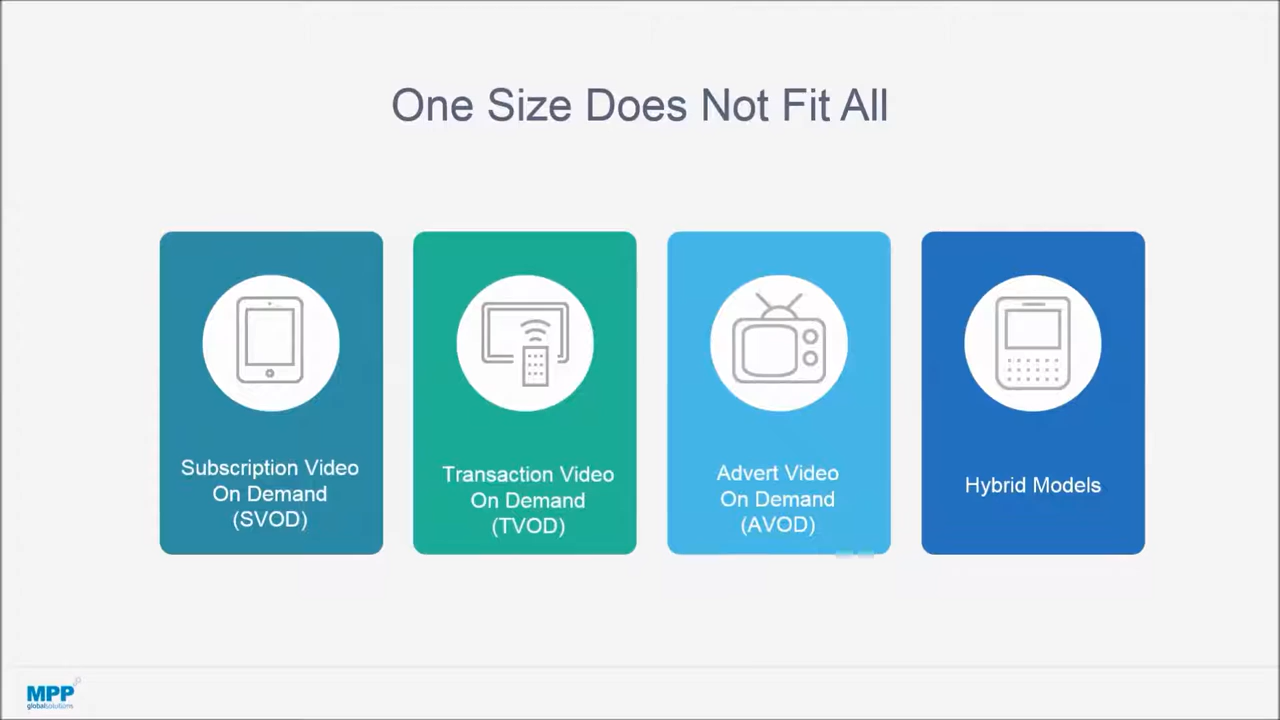 One Size Does Not Fit All
Subscription Video
On Demand
(SVOD)
Transaction Video
On Demand
(TVOD)
Advert Video
On Demand
(AVOD)
Hybrid Models
MPP
globalsolutions